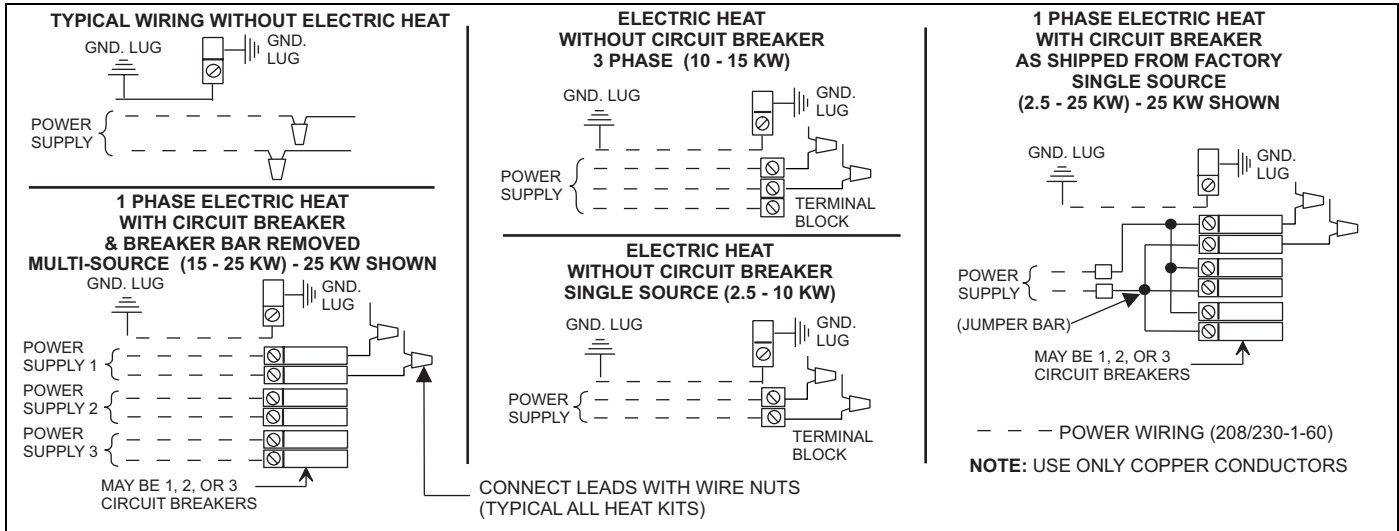 TYPICAL WIRING WITHOUT ELECTRIC HEAT
GND. LUG
GND.
LUG
POWER
SUPPLY
1 PHASE ELECTRIC HEAT
WITH CIRCUIT BREAKER
& BREAKER BAR REMOVED
MULTI-SOURCE (15 - 25 KW) - 25 KW SHOWN
GND. LUG
GND.
LUG
POWER
SUPPLY 1
POWER
SUPPLY 2
POWER
SUPPLY 3
MAY BE 1, 2, OR 3
CIRCUIT BREAKERS
CONNECT LEADS WITH WIRE NUTS
(TYPICAL ALL HEAT KITS)
ELECTRIC HEAT
WITHOUT CIRCUIT BREAKER
3 PHASE (10 - 15 KW)
GND. LUG
GND.
LUG
POWER
SUPPLY
TERMINAL
BLOCK
ELECTRIC HEAT
WITHOUT CIRCUIT BREAKER
SINGLE SOURCE (2.5 - 10 KW)
GND. LUG
GND.
LUG
POWER
SUPPLY
TERMINAL
BLOCK
1 PHASE ELECTRIC HEAT
WITH CIRCUIT BREAKER
AS SHIPPED FROM FACTORY
SINGLE SOURCE
(2.5 - 25 KW) - 25 KW SHOWN
GND. LUG
GND.
LUG
POWER
SUPPLY
(JUMPER BAR)
MAY BE 1, 2, OR 3
CIRCUIT BREAKERS
POWER WIRING (208/230-1-60)
NOTE: USE ONLY COPPER CONDUCTORS